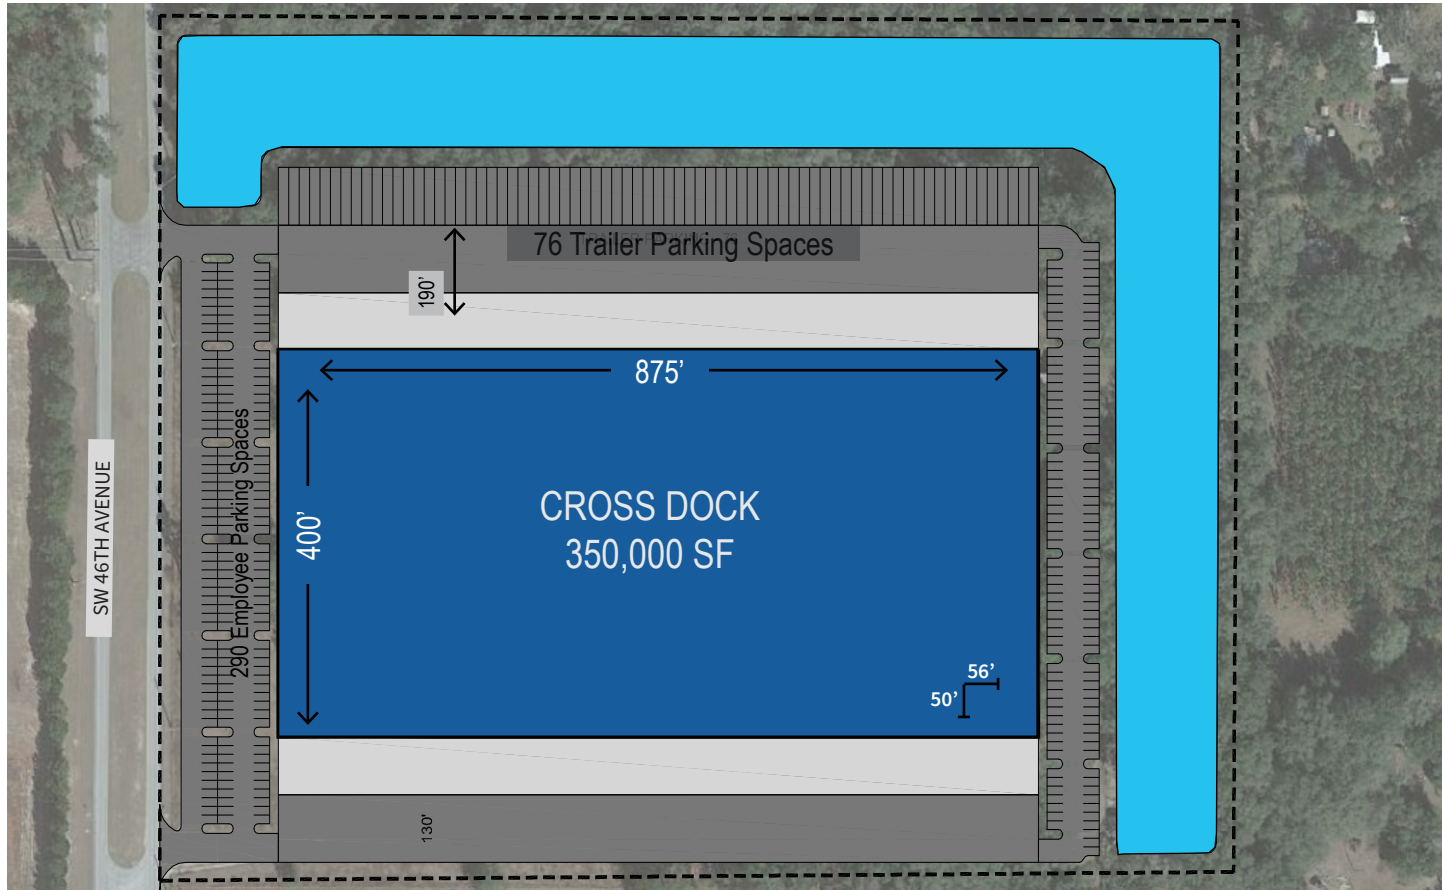 76 Trailer Parking Spaces
190'
875'
400'
CROSS DOCK
350,000 SF
56'
50'
290 Employee Parking Spaces
SW 46TH AVENUE
130'